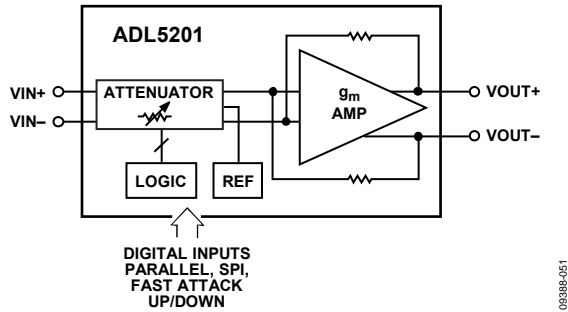 ADL5201
VIN+
VIN–
ATTENUATOR
LOGIC
REF
gm
AMP
VOUT+
VOUT–
DIGITAL INPUTS
PARALLEL, SPI,
FAST ATTACK
UP/DOWN
09388-051